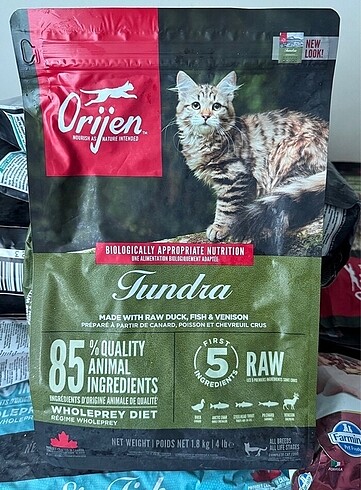 NEW
LOOK!
Orijen
NOURISH AS NATURE INTENDED
BIOLOGICALLY APPROPRIATE NUTRITION
UNE ALIMENTATION BIOLOGIQUEMENT ADAPTÉE
Tundra
MADE WITH RAW DUCK, FISH & VENISON
PRÉPARÉ À PARTIR DE CANARD, POISSON ET CHEVREUIL CRUS
85% QUALITY
ANIMAL
INGREDIENTS
INGRÉDIENTS D'ORIGINE ANIMALE DE QUALITÉ
WHOLEPREY DIET
RÉGIME WHOLEPREY
FIRST
5
INGREDIENTS
RAW
NET WEIGHT | POIDS NET 1.8 kg | 4 lb
ALL BREEDS
ALL LIFE STAGES